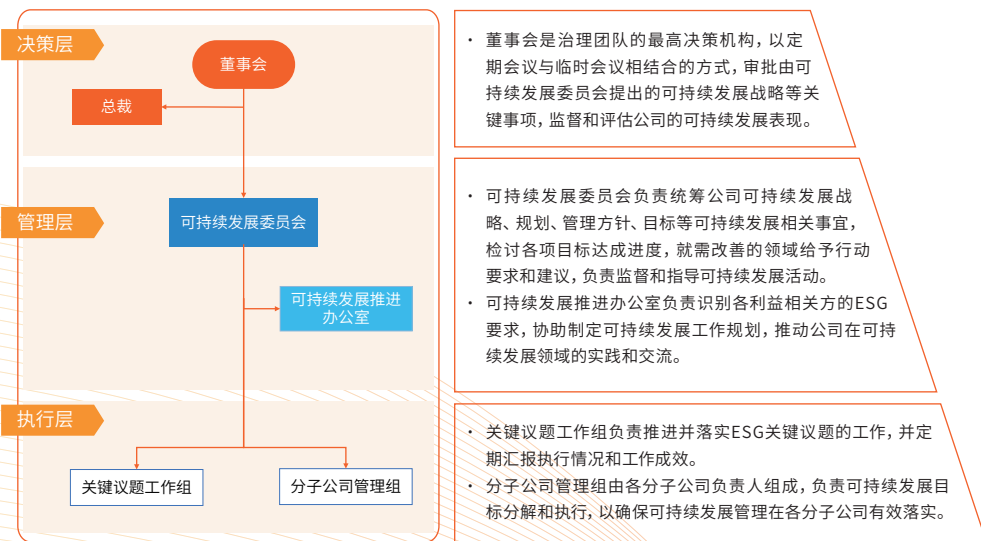 决策层
董事会
总裁
· 董事会是治理团队的最高决策机构，以定
期会议与临时会议相结合的方式，审批由可
持续发展委员会提出的可持续发展战略等关
键事项，监督和评估公司的可持续发展表现。
管理层
可持续发展委员会
可持续发展推进
办公室
· 可持续发展委员会负责统筹公司可持续发展战
略、规划、管理方针、目标等可持续发展相关事宜，
检讨各项目标达成进度，就需改善的领域给予行动
要求和建议，负责监督和指导可持续发展活动。
· 可持续发展推进办公室负责识别各利益相关方的ESG
要求，协助制定可持续发展工作规划，推动公司在可持
续发展领域的实践和交流。
执行层
关键议题工作组
分子公司管理组
· 关键议题工作组负责推进并落实ESG关键议题的工作，并定
期汇报执行情况和工作成效。
· 分子公司管理组由各分子公司负责人组成，负责可持续发展目
标分解和执行，以确保可持续发展管理在各分子公司有效落实。